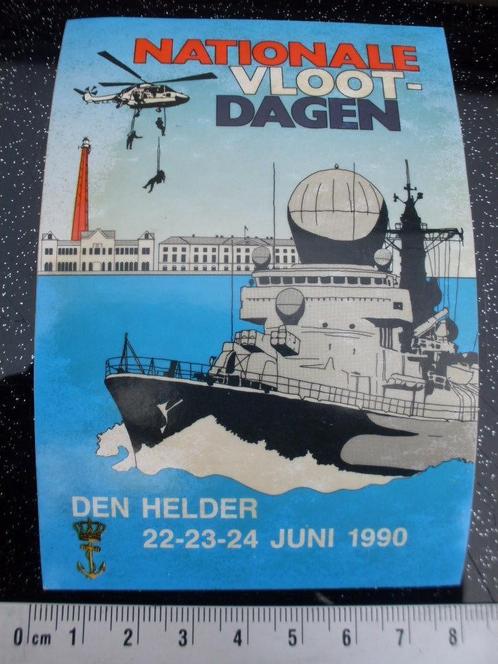 NATIONALE
VLOOT-
DAGEN
DEN HELDER
22-23-24 JUNI 1990
0 cm 1 2 3 4 5 6 7 8